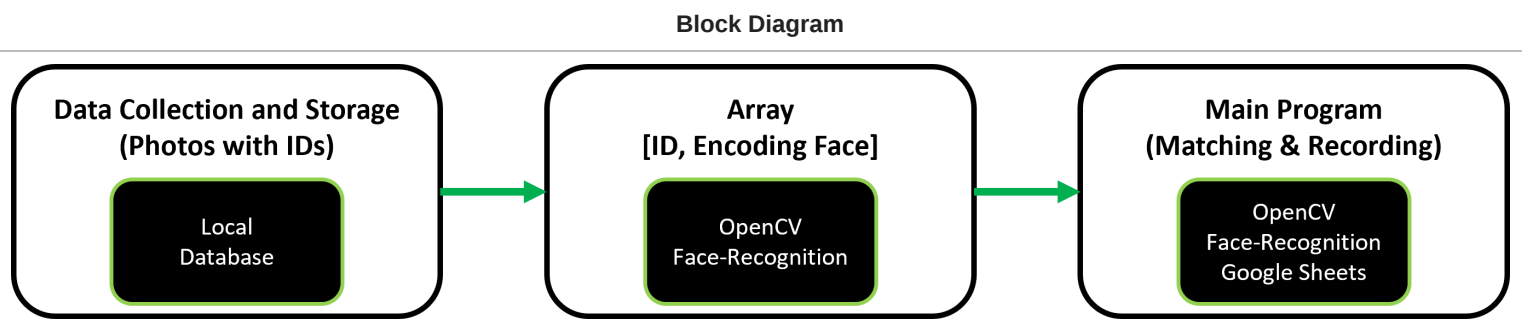 Block Diagram
Data Collection and Storage
(Photos with IDs)
Local
Database
Array
[ID, Encoding Face]
OpenCV
Face-Recognition
Main Program
(Matching & Recording)
OpenCV
Face-Recognition
Google Sheets